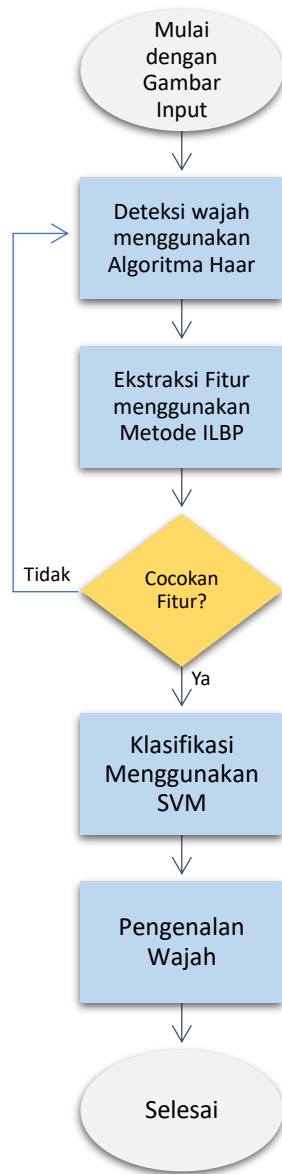 Mulai
dengan
Gambar
Input
Deteksi wajah
menggunakan
Algoritma Haar
Ekstraksi Fitur
menggunakan
Metode ILBP
Tidak
Cocokan
Fitur?
Ya
Klasifikasi
Menggunakan
SVM
Pengenalan
Wajah
Selesai